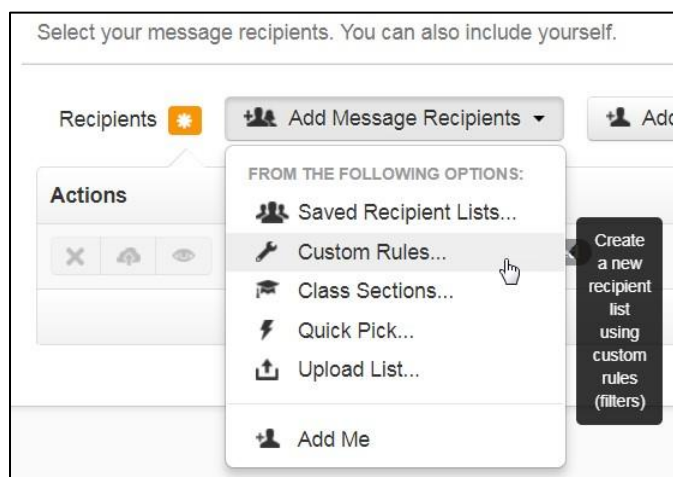 Select your message recipients. You can also include yourself.
Recipients Add Message Recipients
Actions
FROM THE FOLLOWING OPTIONS:
Saved Recipient Lists...
Custom Rules...
Class Sections...
Quick Pick...
Upload List...
Add Me
Create
a new
recipient
list
using
custom
rules
(filters)